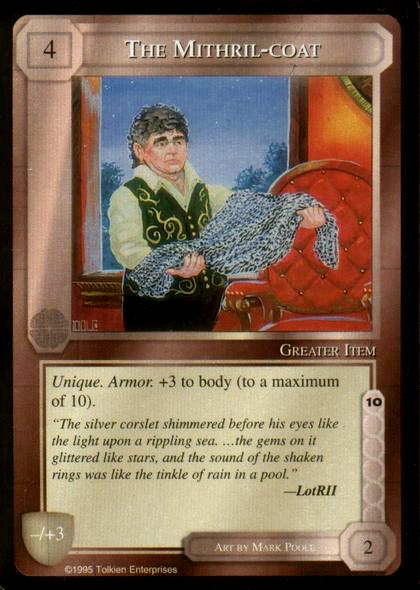 4
THE MITHRIL-COAT
GREATER ITEM
Unique. Armor. +3 to body (to a maximum
of 10).
10
“The silver corslet shimmered before his eyes like
the light upon a rippling sea. …the gems on it
glittered like stars, and the sound of the shaken
rings was like the tinkle of rain in a pool.”
—LotRII
–/+3
ART BY MARK POOLE
2
©1995 Tolkien Enterprises